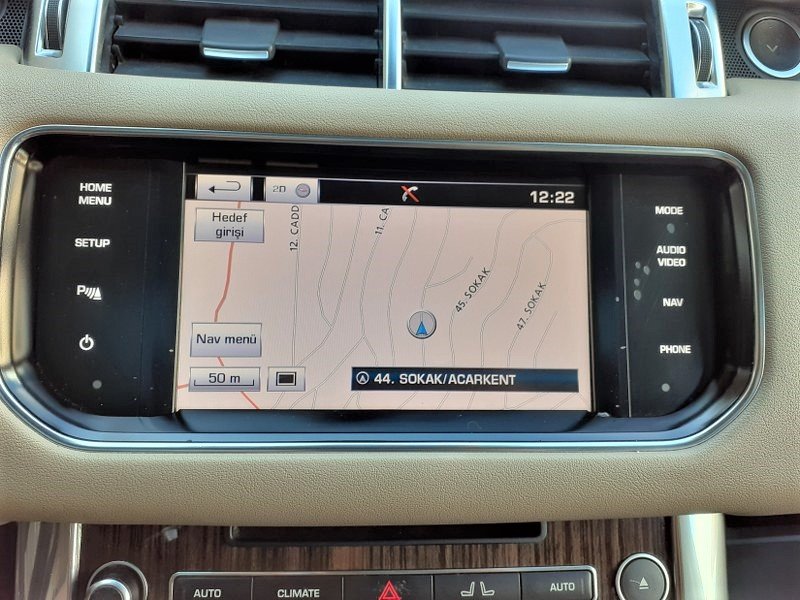 HOME
MENU
SETUP
P
2D
12:22
Hedef
girişi
12. CADD
11. CA
45. SOKAK
47. SOKAK
Nav menü
50 m
44. SOKAK/ACARKENT
MODE
AUDIO
VIDEO
NAV
PHONE
AUTO
CLIMATE
AUTO